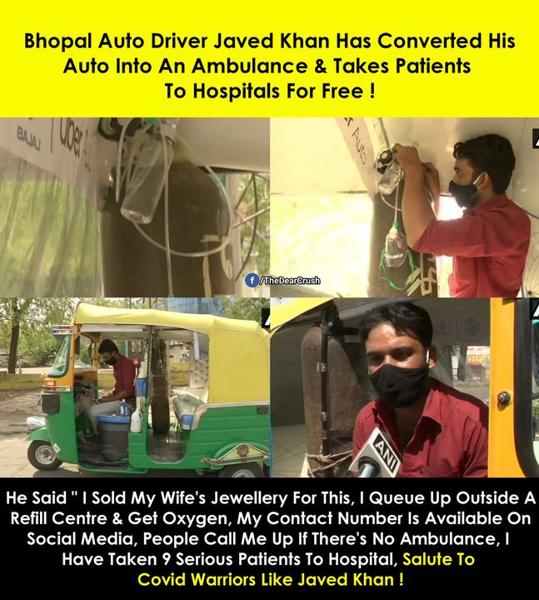 Bhopal Auto Driver Javed Khan Has Converted His
Auto Into An Ambulance & Takes Patients
To Hospitals For Free !
BAJAJ
uber
Auto
f /TheDearCrush
ANI
He Said " I Sold My Wife's Jewellery For This, I Queue Up Outside A
Refill Centre & Get Oxygen, My Contact Number Is Available On
Social Media, People Call Me Up If There's No Ambulance, I
Have Taken 9 Serious Patients To Hospital, Salute To
Covid Warriors Like Javed Khan !